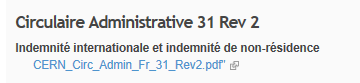 Circulaire Administrative 31 Rev 2
Indemnité internationale et indemnité de non-résidence
CERN_Circ_Admin_Fr_31_Rev2.pdf"